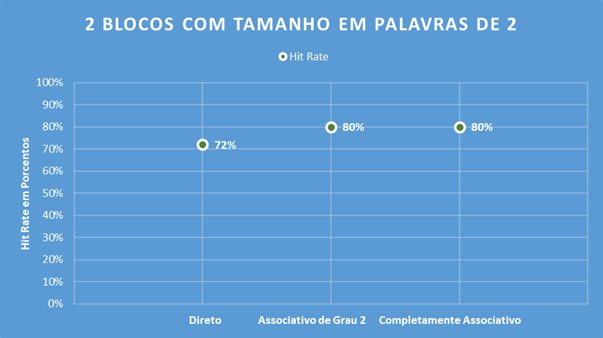 2 BLOCOS COM TAMANHO EM PALAVRAS DE 2
Hit Rate
100%
90%
80%
70%
60%
50%
40%
30%
20%
10%
0%
Hit Rate em Porcentos
72%
80%
80%
Direto
Associativo de Grau 2
Completamente Associativo